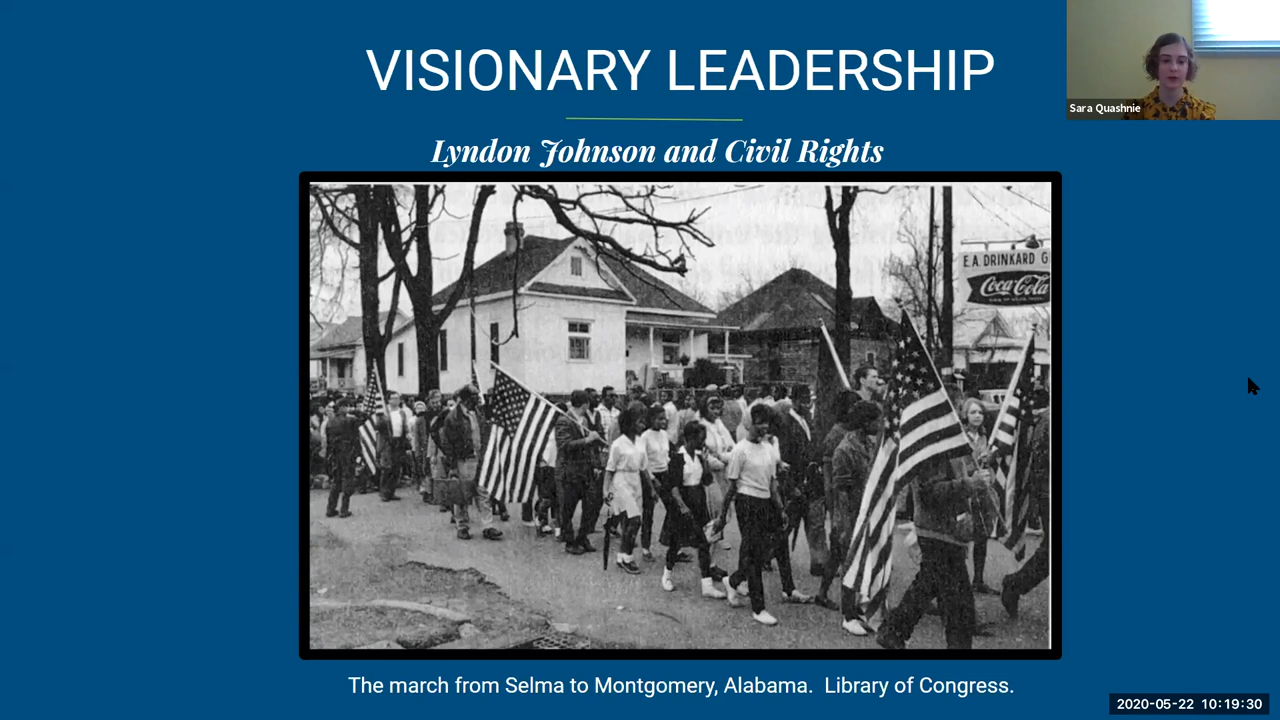 VISIONARY LEADERSHIP
Sara Quashnie
Lyndon Johnson and Civil Rights
E.A. DRINKARD G
Coca-Cola
The march from Selma to Montgomery, Alabama. Library of Congress.
2020-05-22 10:19:30